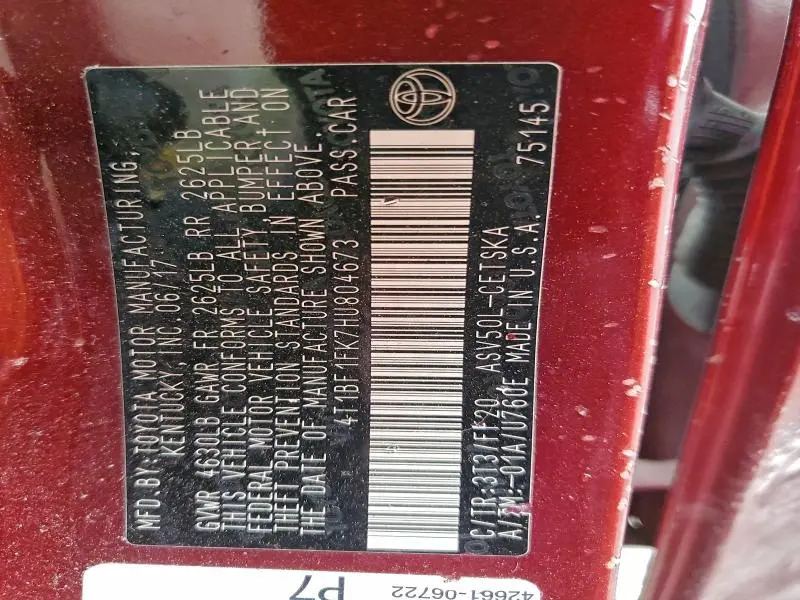 MFD.BY:TOYOTA MOTOR MANUFACTURING,
KENTUCKY, INC. 06/17
GVWR 4630LB GAWR FR 2625LB RR 2625LB
THIS VEHICLE CONFORMS TO ALL APPLICABLE
FEDERAL MOTOR VEHICLE SAFETY BUMPER, AND
THEFT PREVENTION STANDARDS IN EFFECT ON
THE DATE OF MANUFACTURE SHOWN ABOVE.
4T1BF1FK7HU804673 PASS.CAR
C/TR:3T3/FF20 ASV50L-CETSKA
A/TM:-01A/U760E MADE IN U.S.A. 75145
42661-06722
P7